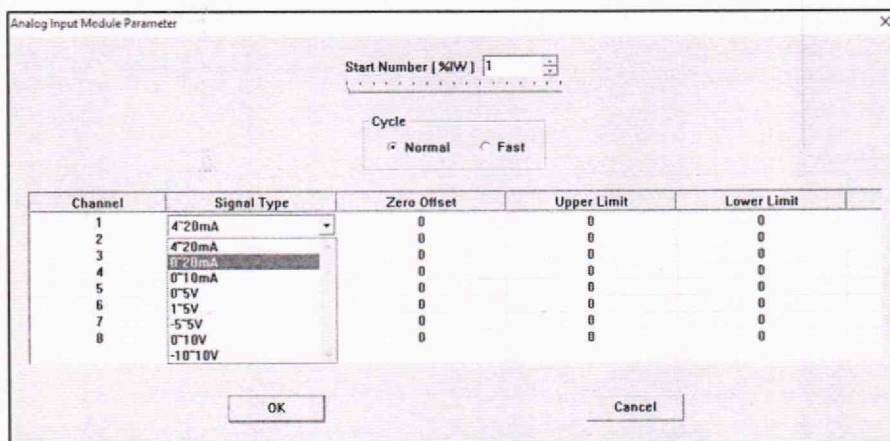 Analog Input Module Parameter
Start Number ( %IW ) 1
Cycle
Normal Fast
Channel Signal Type Zero Offset Upper Limit Lower Limit
1 4~20mA 0 0 0
2 4~20mA 0 0 0
3 0~20mA 0 0 0
4 0~10mA 0 0 0
5 0~5V 0 0 0
6 1~5V 0 0 0
7 -5~5V 0 0 0
8 0~10V 0 0 0
-10~10V
OK Cancel